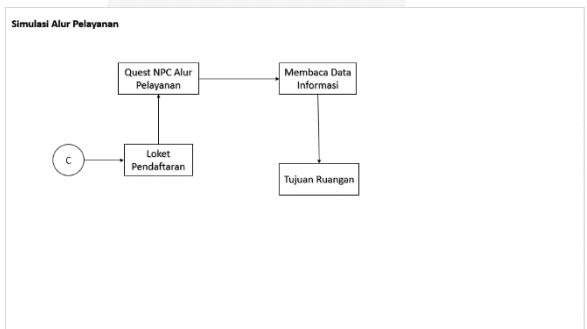 Simulasi Alur Pelayanan
Quest NPC Alur
Pelayanan
Membaca Data
Informasi
C
Loket
Pendaftaran
Tujuan Ruangan